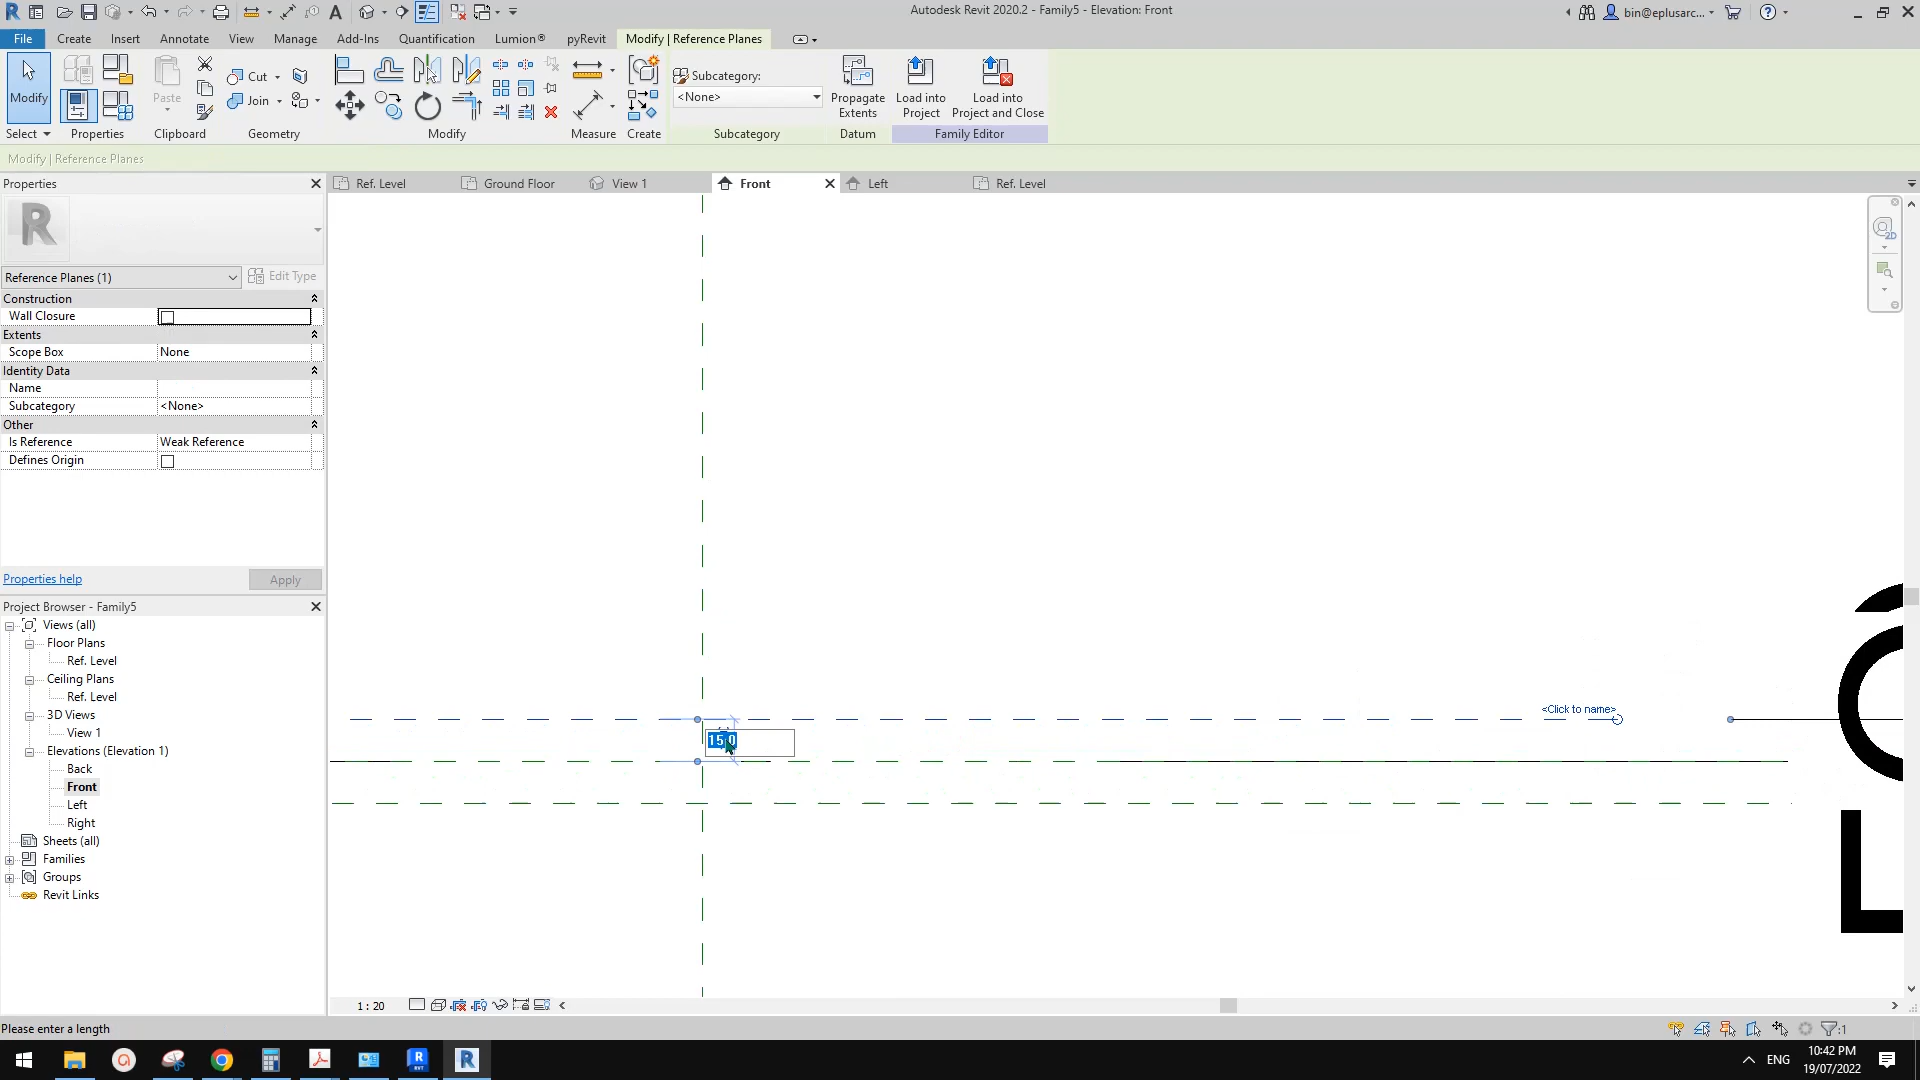 Autodesk Revit 2020.2 - Family5 - Elevation: Front
bin@eplusarc...
File Create Insert Annotate View Manage Add-Ins Quantification Lumion® pyRevit Modify | Reference Planes
Modify
Paste
Cut
Join
Subcategory:
<None>
Propagate Extents
Load into Project
Load into Project and Close
Select Properties Clipboard Geometry Modify Measure Create Subcategory Datum Family Editor
Modify | Reference Planes
Properties
Ref. Level Ground Floor View 1 Front Left Ref. Level
Reference Planes (1)
Edit Type
Construction
Wall Closure
Extents
Scope Box None
Identity Data
Name
Subcategory <None>
Other
Is Reference Weak Reference
Defines Origin
Properties help
Apply
Project Browser - Family5
Views (all)
Floor Plans
Ref. Level
Ceiling Plans
Ref. Level
3D Views
View 1
Elevations (Elevation 1)
Back
Front
Left
Right
Sheets (all)
Families
Groups
Revit Links
<Click to name>
15.0
1 : 20
Please enter a length
:1
ENG
10:42 PM
19/07/2022